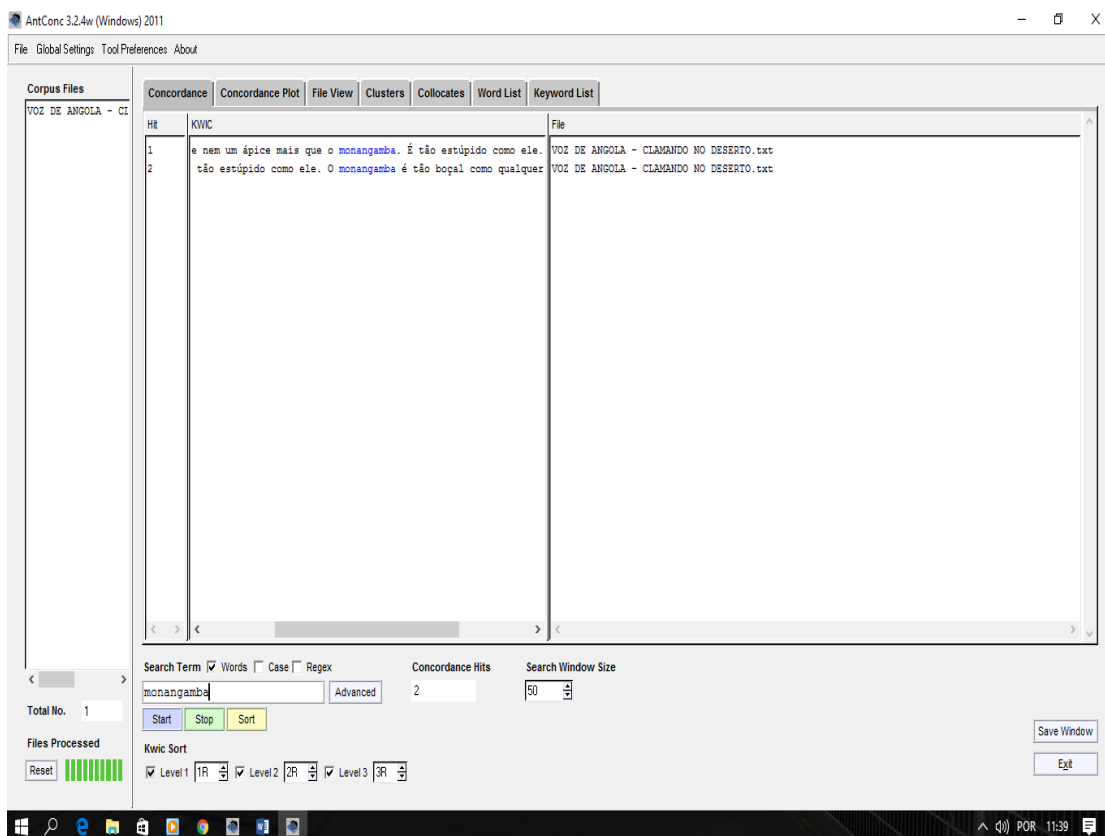 AntConc 3.2.4w (Windows) 2011
File Global Settings Tool Preferences About
Corpus Files
VOZ DE ANGOLA - CI
Concordance Concordance Plot File View Clusters Collocates Word List Keyword List
Hit KWIC File
1 e nem um ápice mais que o monangamba. É tão estúpido como ele. VOZ DE ANGOLA - CLAMANDO NO DESERTO.txt
2 tão estúpido como ele. O monangamba é tão boçal como qualquer VOZ DE ANGOLA - CLAMANDO NO DESERTO.txt
Search Term Words Case Regex Concordance Hits Search Window Size
monangamba Advanced 2 50
Total No. 1
Start Stop Sort
Files Processed
Reset
Kwic Sort
Level 1 1R Level 2 2R Level 3 3R
Save Window
Exit
POR 11:39